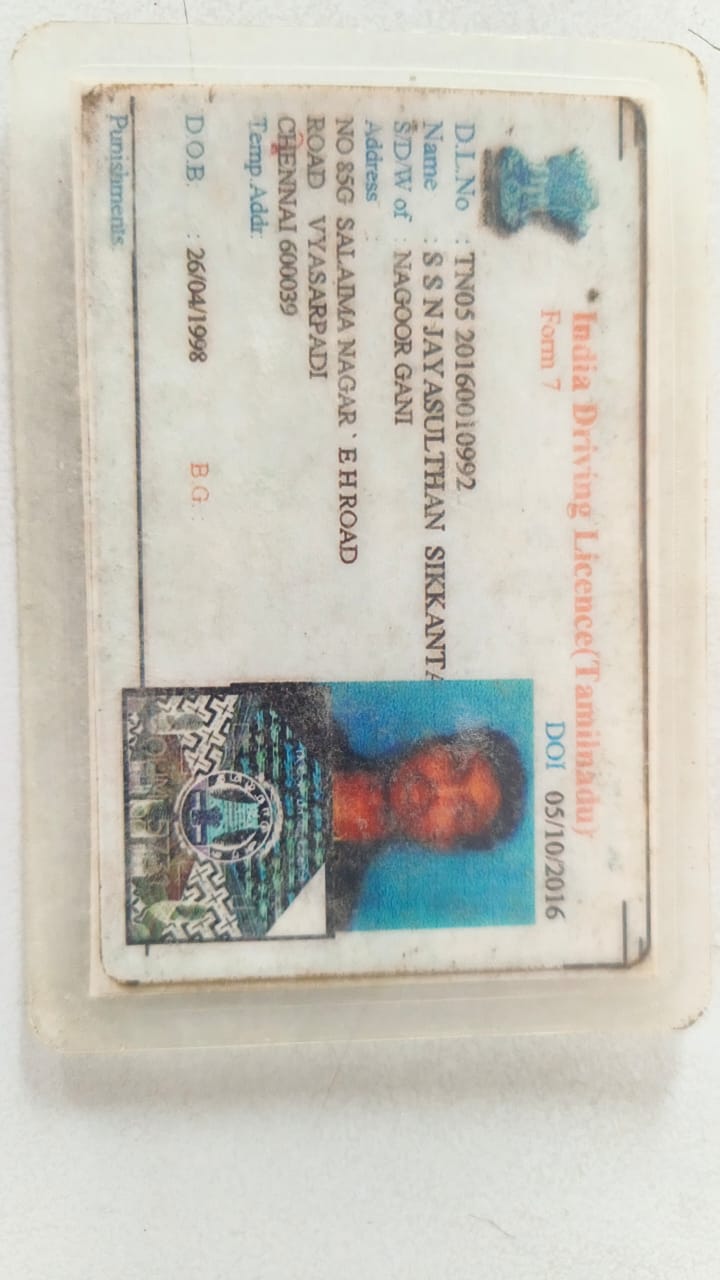 India Driving Licence(Tamilnadu)
Form 7
DOI 05/10/2016
D.L.No : TN05 20160010992
Name : S S N JAYASULTHAN SIKKANTA
S/D/W of : NAGOOR GANI
Address :
NO 85G SALAIMA NAGAR ` E H ROAD
ROAD VYASARPADI
CHENNAI 600039
Temp.Addr:
D.O.B. : 26/04/1998 B.G.:
Punishments: